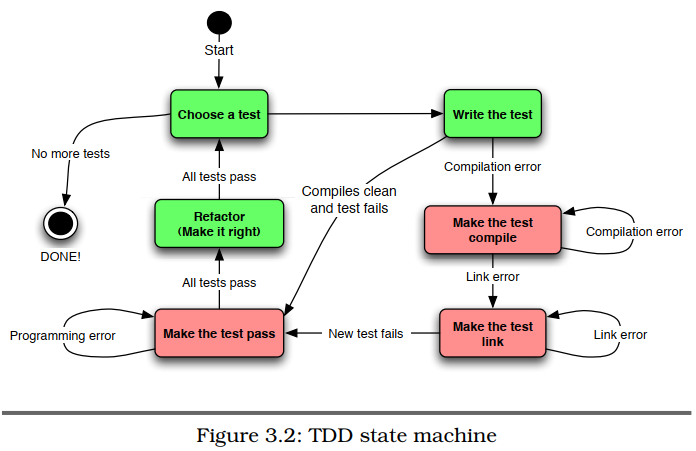 Start
Choose a test
Write the test
No more tests
Compilation error
All tests pass
Compiles clean
and test fails
Refactor
(Make it right)
Make the test
compile
Compilation error
DONE!
Link error
All tests pass
Programming error
Make the test pass
New test fails
Make the test
link
Link error
Figure 3.2: TDD state machine